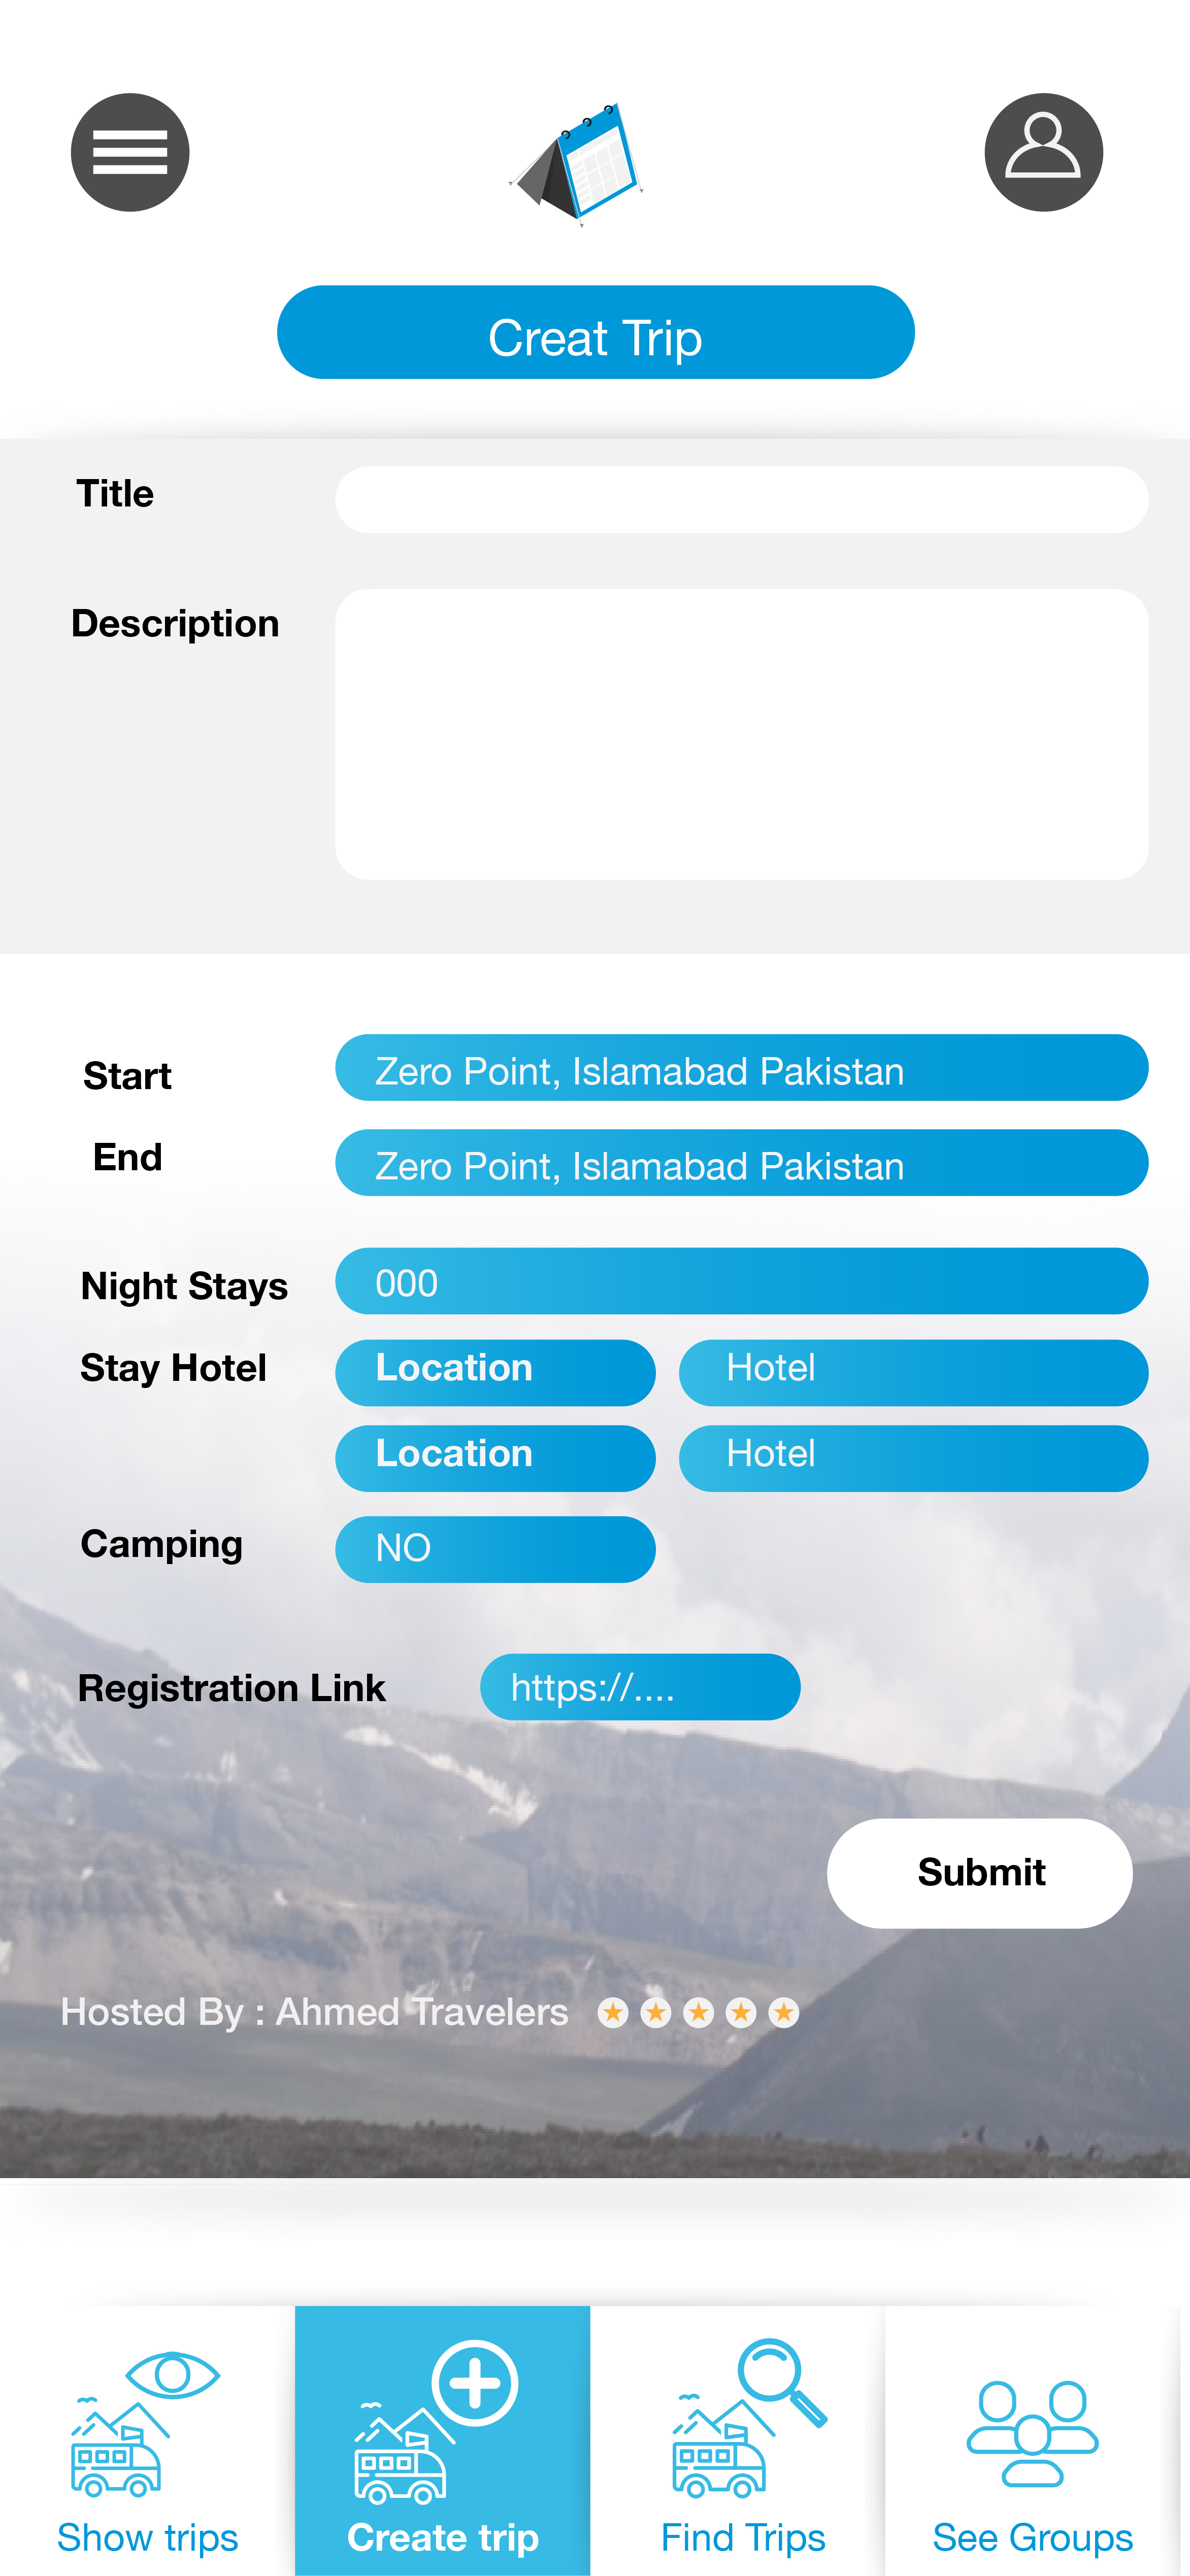 Creat Trip
Title
Description
Start Zero Point, Islamabad Pakistan
End Zero Point, Islamabad Pakistan
Night Stays 000
Stay Hotel Location Hotel
Location Hotel
Camping NO
Registration Link https://....
Submit
Hosted By : Ahmed Travelers
Show trips Create trip Find Trips See Groups